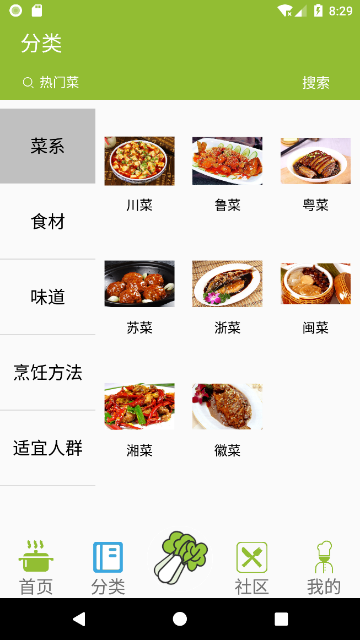 8:29
分类
热门菜
搜索
菜系
食材
味道
烹饪方法
适宜人群
川菜
鲁菜
粤菜
苏菜
浙菜
闽菜
湘菜
徽菜
首页
分类
社区
我的